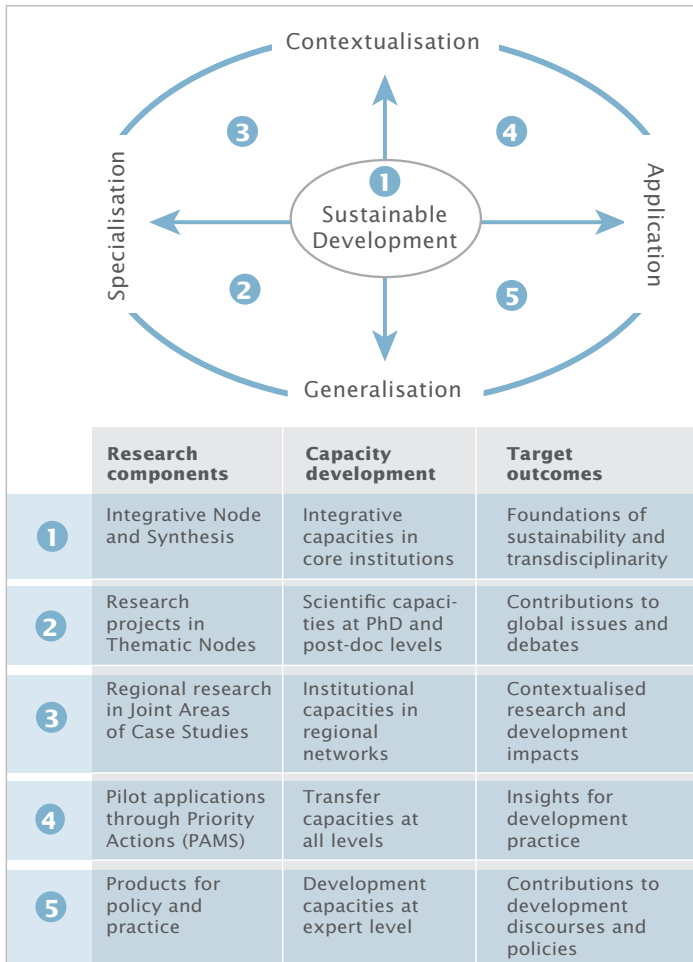 Contextualisation
3
4
1
Specialisation
Sustainable
Development
Application
2
5
Generalisation
Research
components
Capacity
development
Target
outcomes
1
Integrative Node
and Synthesis
Integrative
capacities in
core institutions
Foundations of
sustainability and
transdisciplinarity
2
Research
projects in
Thematic Nodes
Scientific capaci-
ties at PhD and
post-doc levels
Contributions to
global issues and
debates
3
Regional research
in Joint Areas
of Case Studies
Institutional
capacities in
regional
networks
Contextualised
research and
development
impacts
4
Pilot applications
through Priority
Actions (PAMS)
Transfer
capacities at
all levels
Insights for
development
practice
5
Products for
policy and
practice
Development
capacities at
expert level
Contributions to
development
discourses and
policies